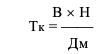 Тк = В × Н
Дм